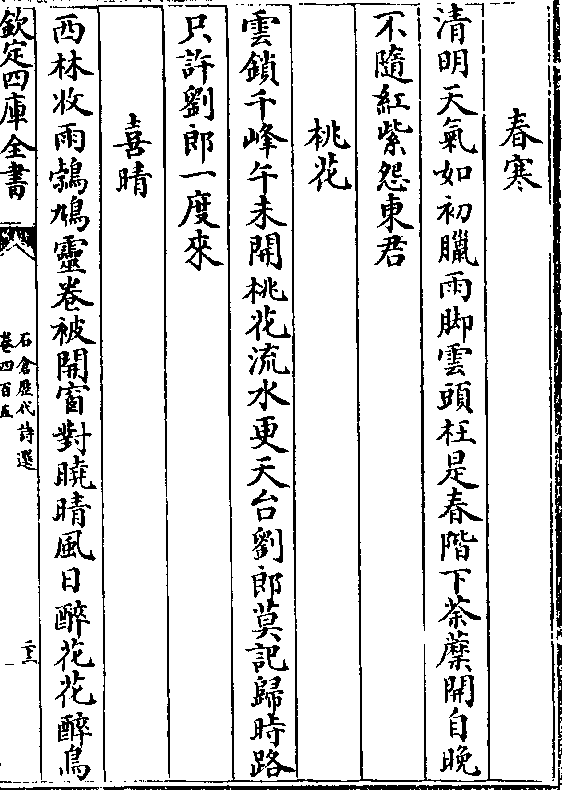 春寒
清明天氣如初臘雨脚雲頭枉是春階下荼蘼開自晚
不隨紅紫怨東君
桃花
雲鎖千峰午未開桃花流水更天台劉郎莫記歸時路
只許劉郎一度來
喜晴
西林收雨鵓鳩靈卷被開窗對曉晴風日醉花花醉鳥
欽定四庫全書
石倉歷代詩選
卷四百五